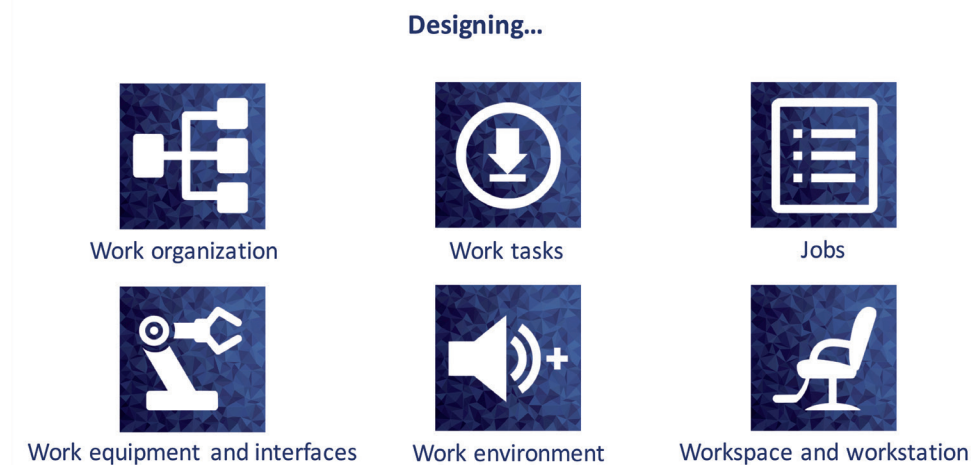 Designing...
Work organization
Work tasks
Jobs
Work equipment and interfaces
Work environment
Workspace and workstation